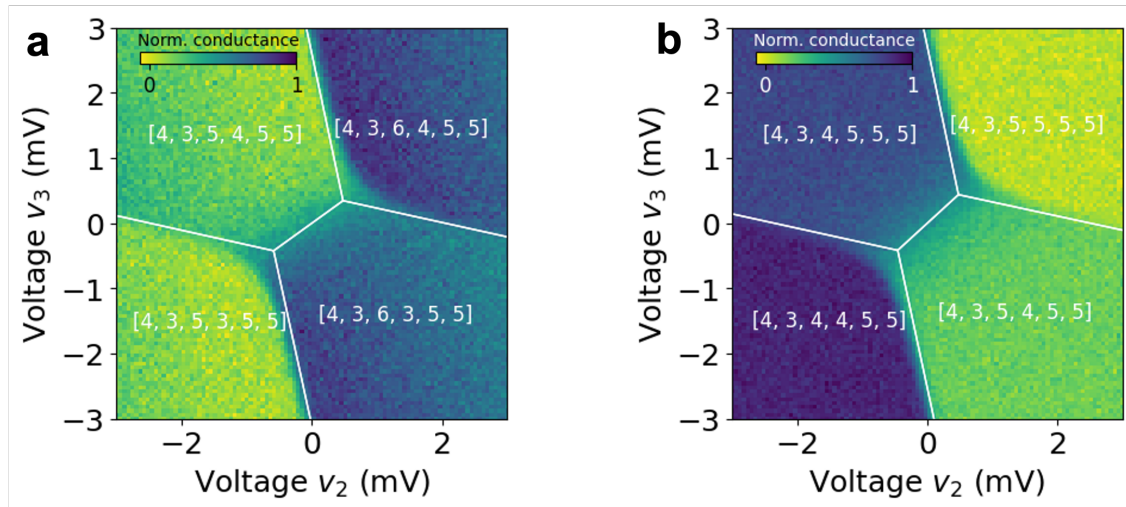 a
Norm. conductance
0 1
[4, 3, 5, 4, 5, 5]
[4, 3, 6, 4, 5, 5]
[4, 3, 5, 3, 5, 5]
[4, 3, 6, 3, 5, 5]
3
2
1
0
−1
−2
−3
Voltage v₃ (mV)
−2 0 2
Voltage v₂ (mV)
b
Norm. conductance
0 1
[4, 3, 4, 5, 5, 5]
[4, 3, 5, 5, 5, 5]
[4, 3, 4, 4, 5, 5]
[4, 3, 5, 4, 5, 5]
3
2
1
0
−1
−2
−3
Voltage v₃ (mV)
−2 0 2
Voltage v₂ (mV)